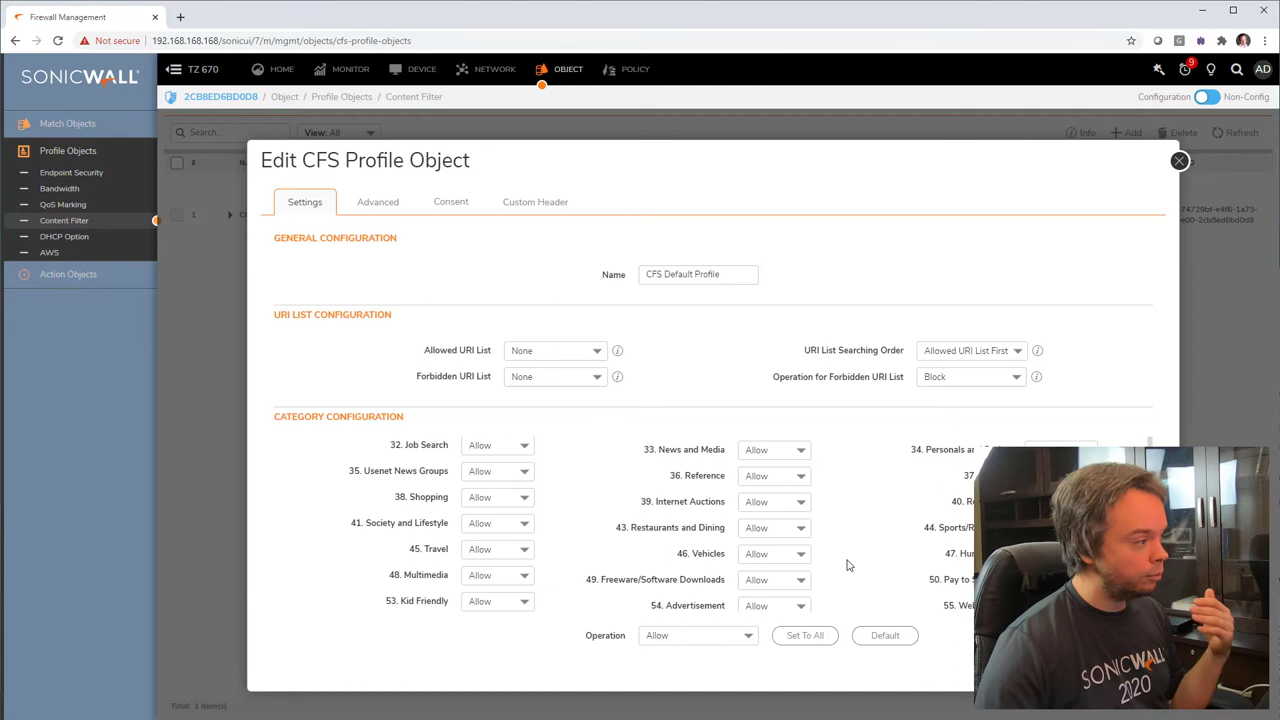 Firewall Management
Not secure 192.168.168.168/sonicui/7/m/mgmt/objects/cfs-profile-objects
SONICWALL
TZ 670 HOME MONITOR DEVICE NETWORK OBJECT POLICY 9 AD
2CB8ED6BD0D8 / Object / Profile Objects / Content Filter Configuration Non-Config
Match Objects
Profile Objects
Endpoint Security
Bandwidth
QoS Marking
Content Filter
DHCP Option
AWS
Action Objects
Search... View: All Info Add Delete Refresh
#
1
Edit CFS Profile Object
Settings Advanced Consent Custom Header
GENERAL CONFIGURATION
Name CFS Default Profile
URI LIST CONFIGURATION
Allowed URI List None URI List Searching Order Allowed URI List First
Forbidden URI List None Operation for Forbidden URI List Block
CATEGORY CONFIGURATION
32. Job Search Allow 33. News and Media Allow 34. Personals
35. Usenet News Groups Allow 36. Reference Allow 37
38. Shopping Allow 39. Internet Auctions Allow 40.
41. Society and Lifestyle Allow 43. Restaurants and Dining Allow 44. Sports/
45. Travel Allow 46. Vehicles Allow 47.
48. Multimedia Allow 49. Freeware/Software Downloads Allow 50. Pay to
53. Kid Friendly Allow 54. Advertisement Allow 55.
Operation Allow Set To All Default
Total: 1 item(s)
SONICWALL
2020